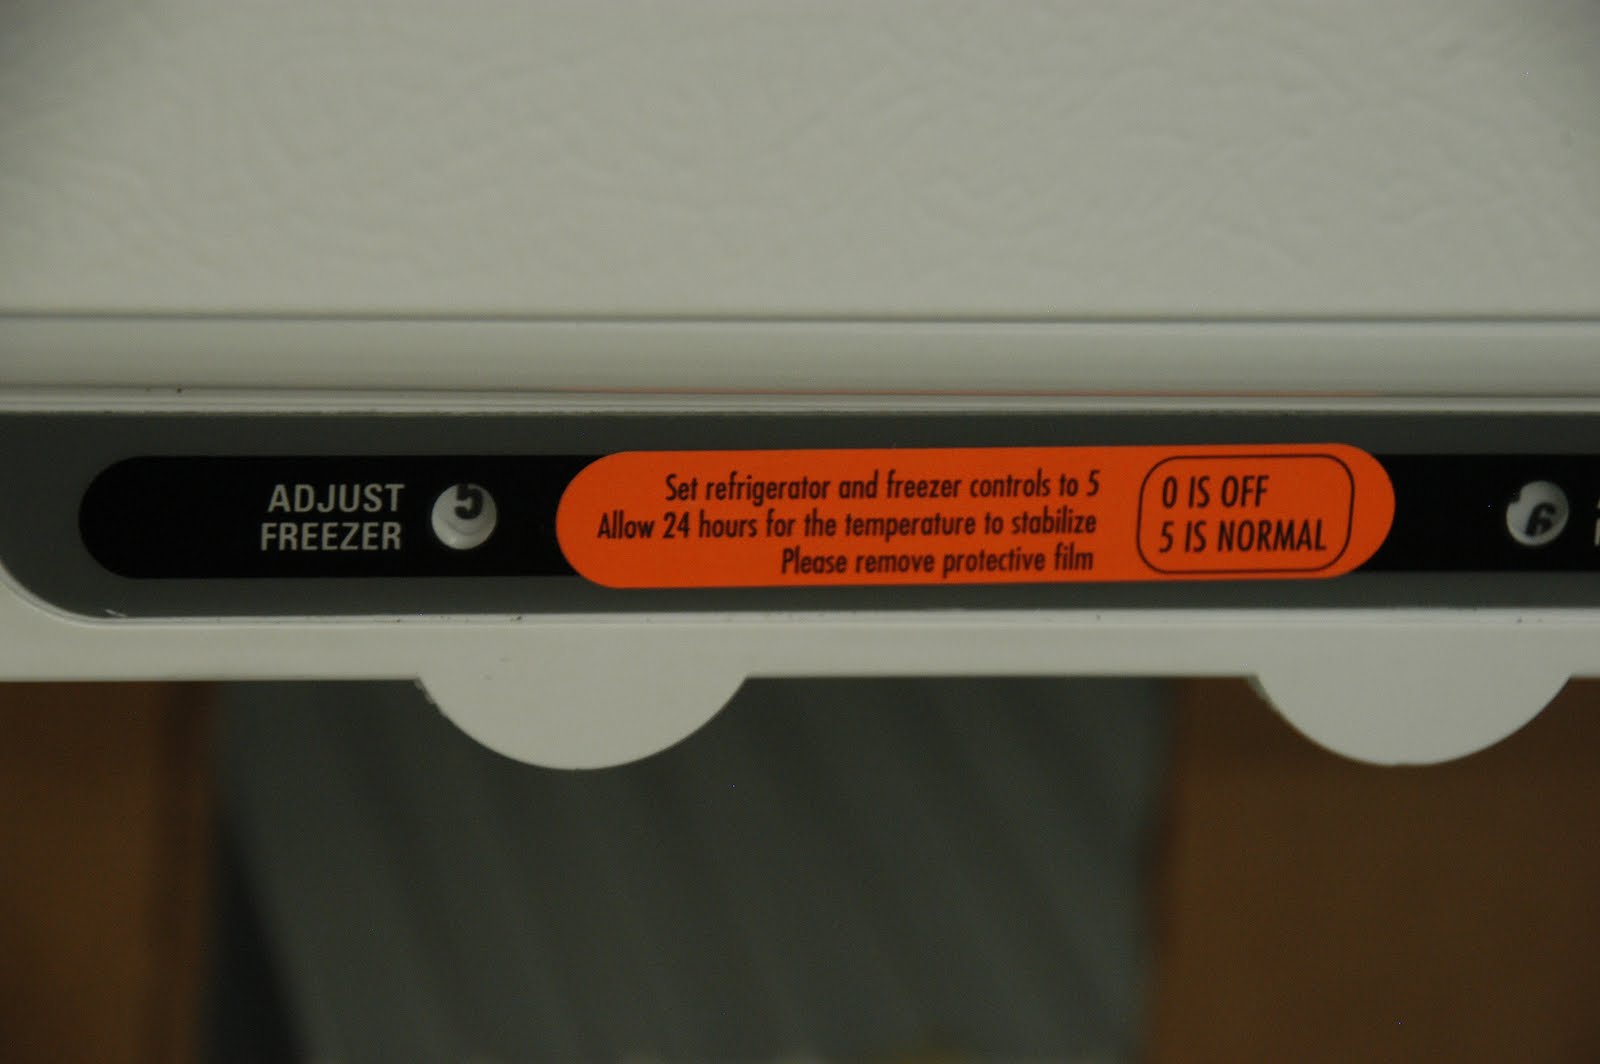 ADJUST
FREEZER
5
Set refrigerator and freezer controls to 5
Allow 24 hours for the temperature to stabilize
Please remove protective film
0 IS OFF
5 IS NORMAL